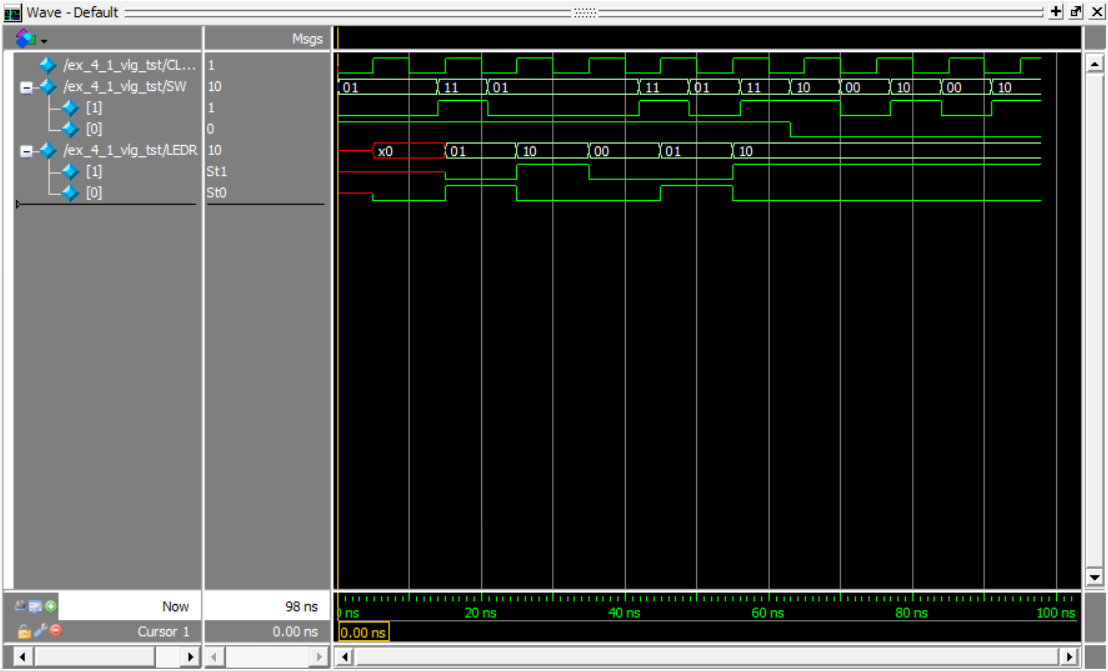 Wave - Default
Msgs
/ex_4_1_vlg_tst/CL... 1
/ex_4_1_vlg_tst/SW 10 01 11 01 11 01 11 10 00 10 00 10
[1] 1
[0] 0
/ex_4_1_vlg_tst/LEDR 10 x0 01 10 00 01 10
[1] St1
[0] St0
Now 98 ns ns 20 ns 40 ns 60 ns 80 ns 100 ns
Cursor 1 0.00 ns 0.00 ns